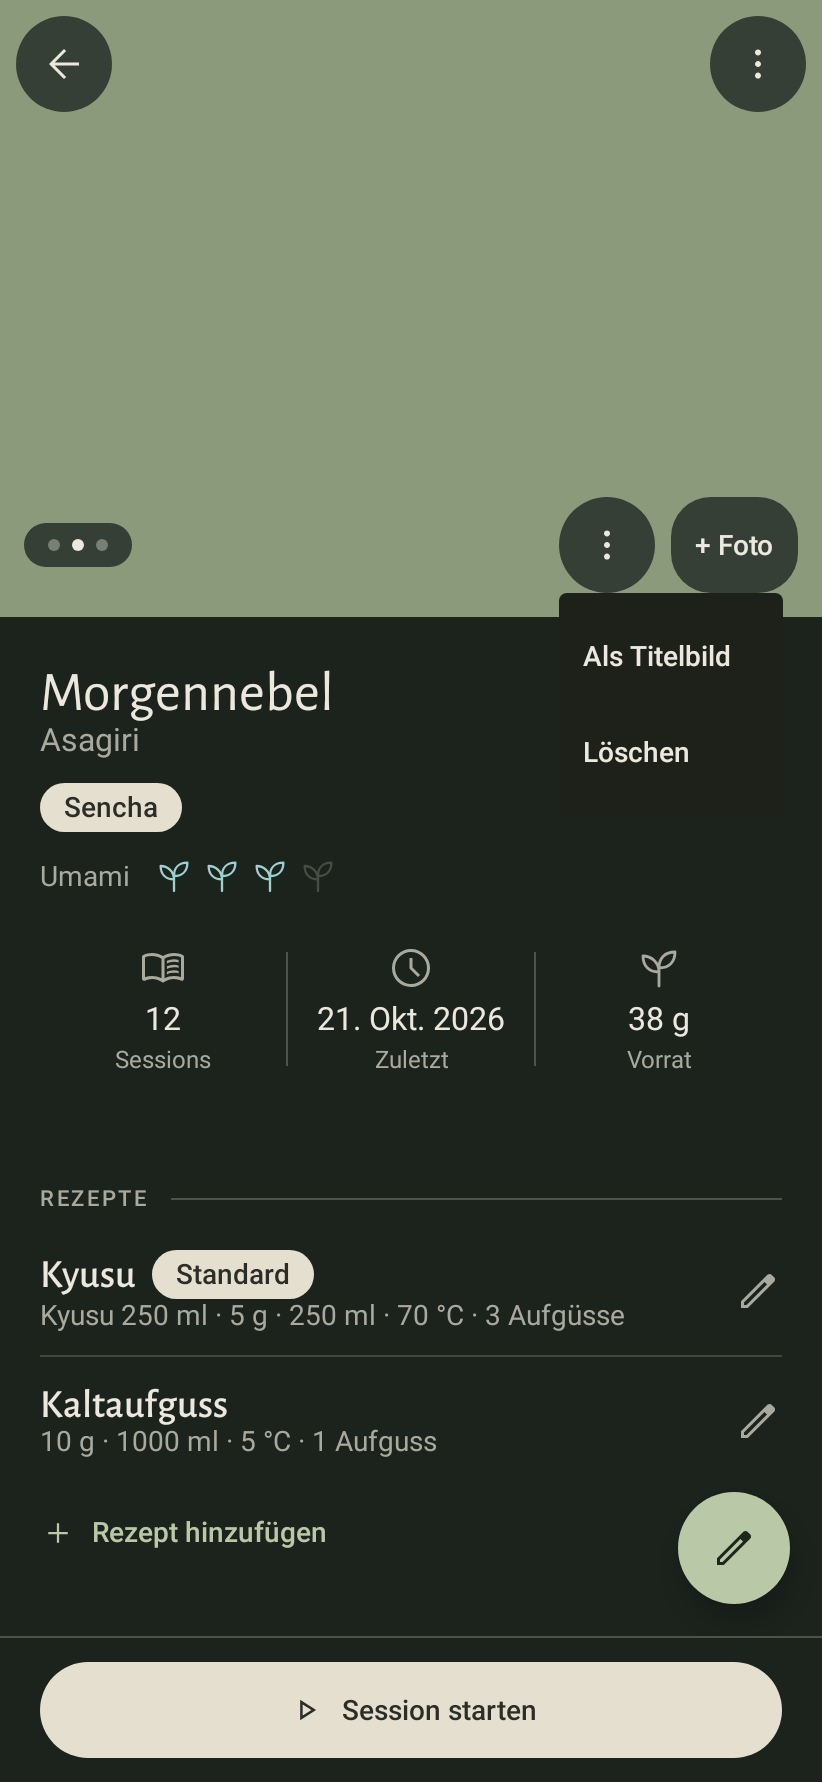 + Foto
Als Titelbild
Löschen
Morgennebel
Asagiri
Sencha
Umami
12
Sessions
21. Okt. 2026
Zuletzt
38 g
Vorrat
REZEPTE
Kyusu Standard
Kyusu 250 ml · 5 g · 250 ml · 70 °C · 3 Aufgüsse
Kaltaufguss
10 g · 1000 ml · 5 °C · 1 Aufguss
Rezept hinzufügen
Session starten